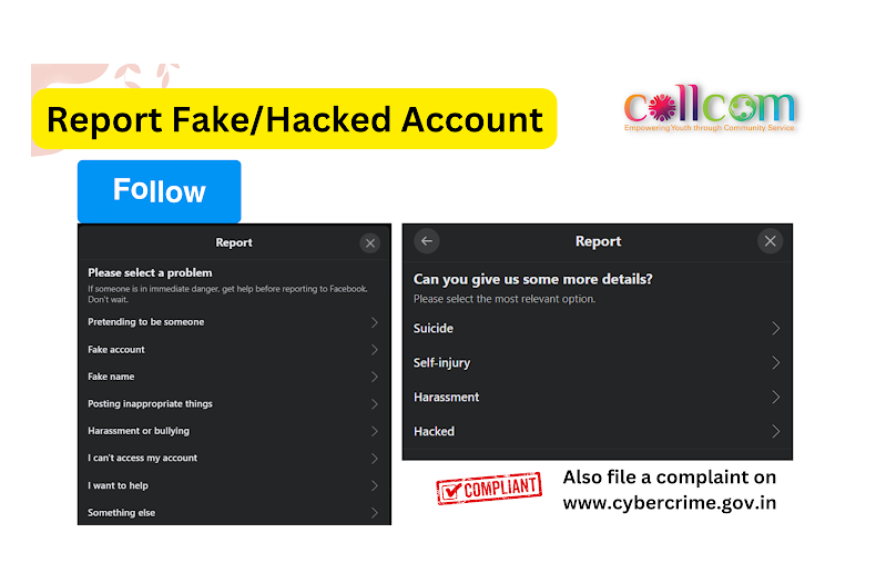 Report Fake/Hacked Account
collcom
Empowering Youth through Community Service
Follow
Report
Please select a problem
If someone is in immediate danger, get help before reporting to Facebook.
Don't wait.
Pretending to be someone
Fake account
Fake name
Posting inappropriate things
Harassment or bullying
I can't access my account
I want to help
Something else
Report
Can you give us some more details?
Please select the most relevant option.
Suicide
Self-injury
Harassment
Hacked
COMPLIANT
Also file a complaint on
www.cybercrime.gov.in